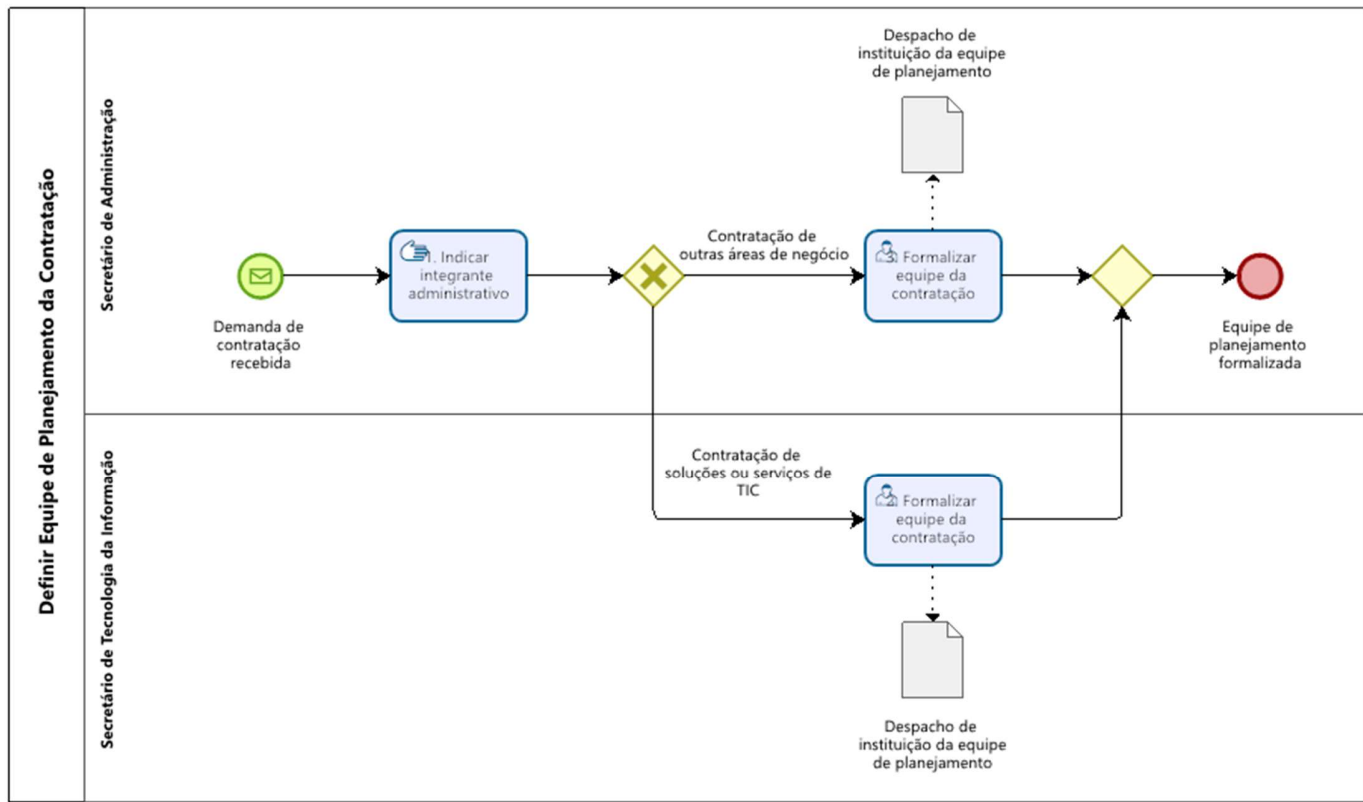 Definir Equipe de Planejamento da Contratação
Secretário de Administração
Demanda de
contratação
recebida
1. Indicar
integrante
administrativo
Contratação de
outras áreas de negócio
Despacho de
instituição da equipe
de planejamento
3. Formalizar
equipe da
contratação
Equipe de
planejamento
formalizada
Secretário de Tecnologia da Informação
Contratação de
soluções ou serviços de
TIC
Formalizar
equipe da
contratação
Despacho de
instituição da equipe
de planejamento